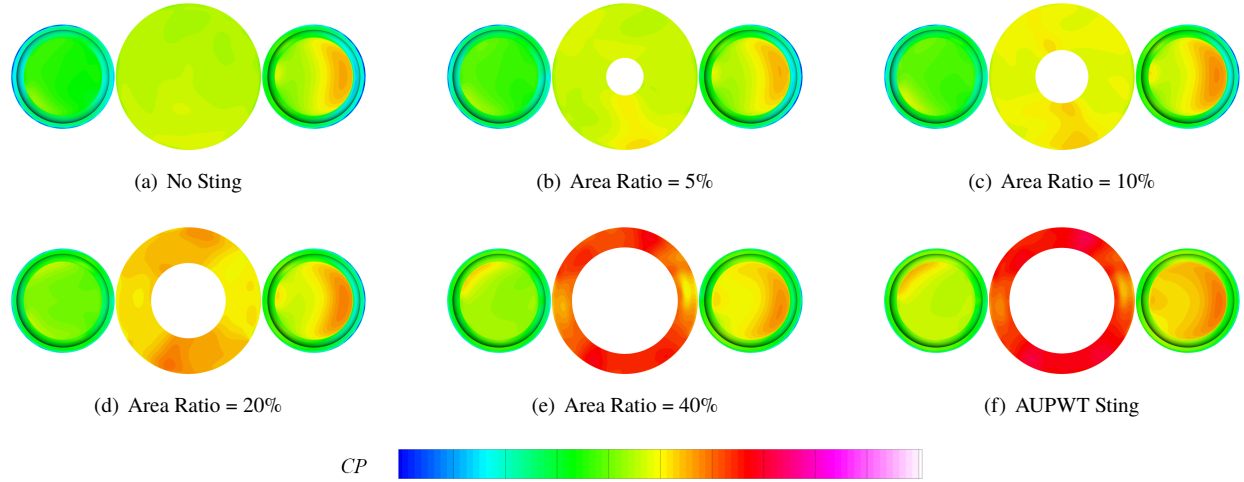 (a) No Sting
(b) Area Ratio = 5%
(c) Area Ratio = 10%
(d) Area Ratio = 20%
(e) Area Ratio = 40%
(f) AUPWT Sting
CP